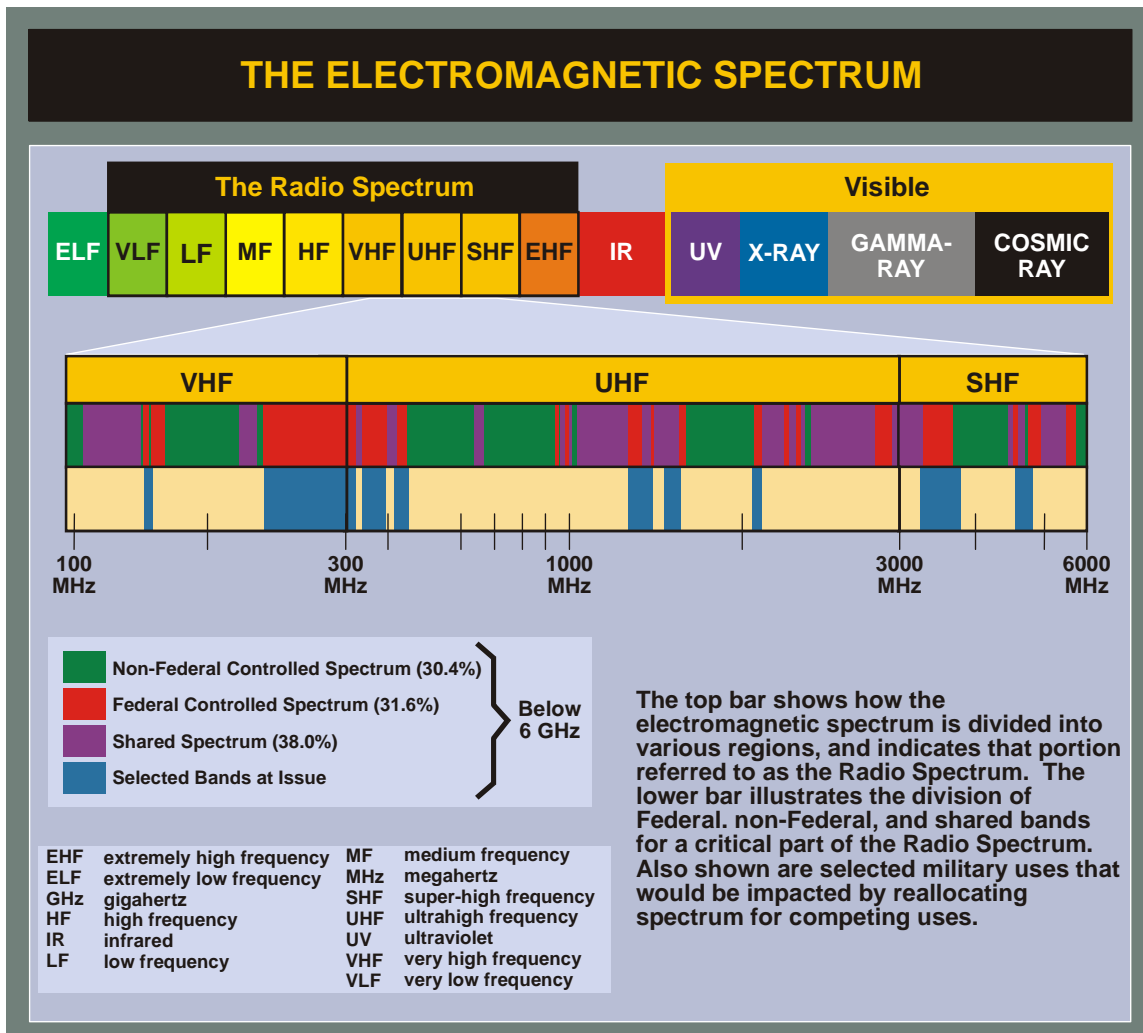 THE ELECTROMAGNETIC SPECTRUM
The Radio Spectrum
Visible
ELF VLF LF MF HF VHF UHF SHF EHF IR UV X-RAY GAMMA-
RAY COSMIC
RAY
VHF UHF SHF
100
MHz
300
MHz
1000
MHz
3000
MHz
6000
MHz
Non-Federal Controlled Spectrum (30.4%)
Federal Controlled Spectrum (31.6%)
Shared Spectrum (38.0%)
Selected Bands at Issue
Below
6 GHz
The top bar shows how the
electromagnetic spectrum is divided into
various regions, and indicates that portion
referred to as the Radio Spectrum. The
lower bar illustrates the division of
Federal. non-Federal, and shared bands
for a critical part of the Radio Spectrum.
Also shown are selected military uses that
would be impacted by reallocating
spectrum for competing uses.
EHF extremely high frequency
ELF extremely low frequency
GHz gigahertz
HF high frequency
IR infrared
LF low frequency
MF medium frequency
MHz megahertz
SHF super-high frequency
UHF ultrahigh frequency
UV ultraviolet
VHF very high frequency
VLF very low frequency